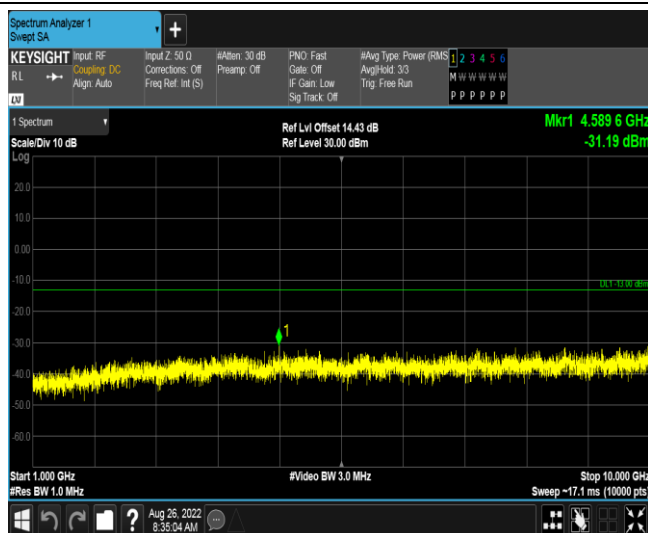 Spectrum Analyzer 1
Swept SA
+
KEYSIGHT
RL
Input: RF
Coupling: DC
Align: Auto
Input Z: 50 Ω
Corrections: Off
Freq Ref: Int (S)
#Atten: 30 dB
Preamp: Off
PNO: Fast
Gate: Off
IF Gain: Low
Sig Track: Off
#Avg Type: Power (RMS
Avg|Hold: 3/3
Trig: Free Run
1 2 3 4 5 6
M W W W W W
P P P P P P
1 Spectrum
Scale/Div 10 dB
Ref Lvl Offset 14.43 dB
Ref Level 30.00 dBm
Mkr1 4.589 6 GHz
-31.19 dBm
Log
20.0
10.0
0.00
-10.0
DL1 -13.00 dBm
-20.0
1
-30.0
-40.0
-50.0
-60.0
Start 1.000 GHz
#Video BW 3.0 MHz
Stop 10.000 GHz
#Res BW 1.0 MHz
Sweep ~17.1 ms (10000 pts)
?
Aug 26, 2022
8:35:04 AM